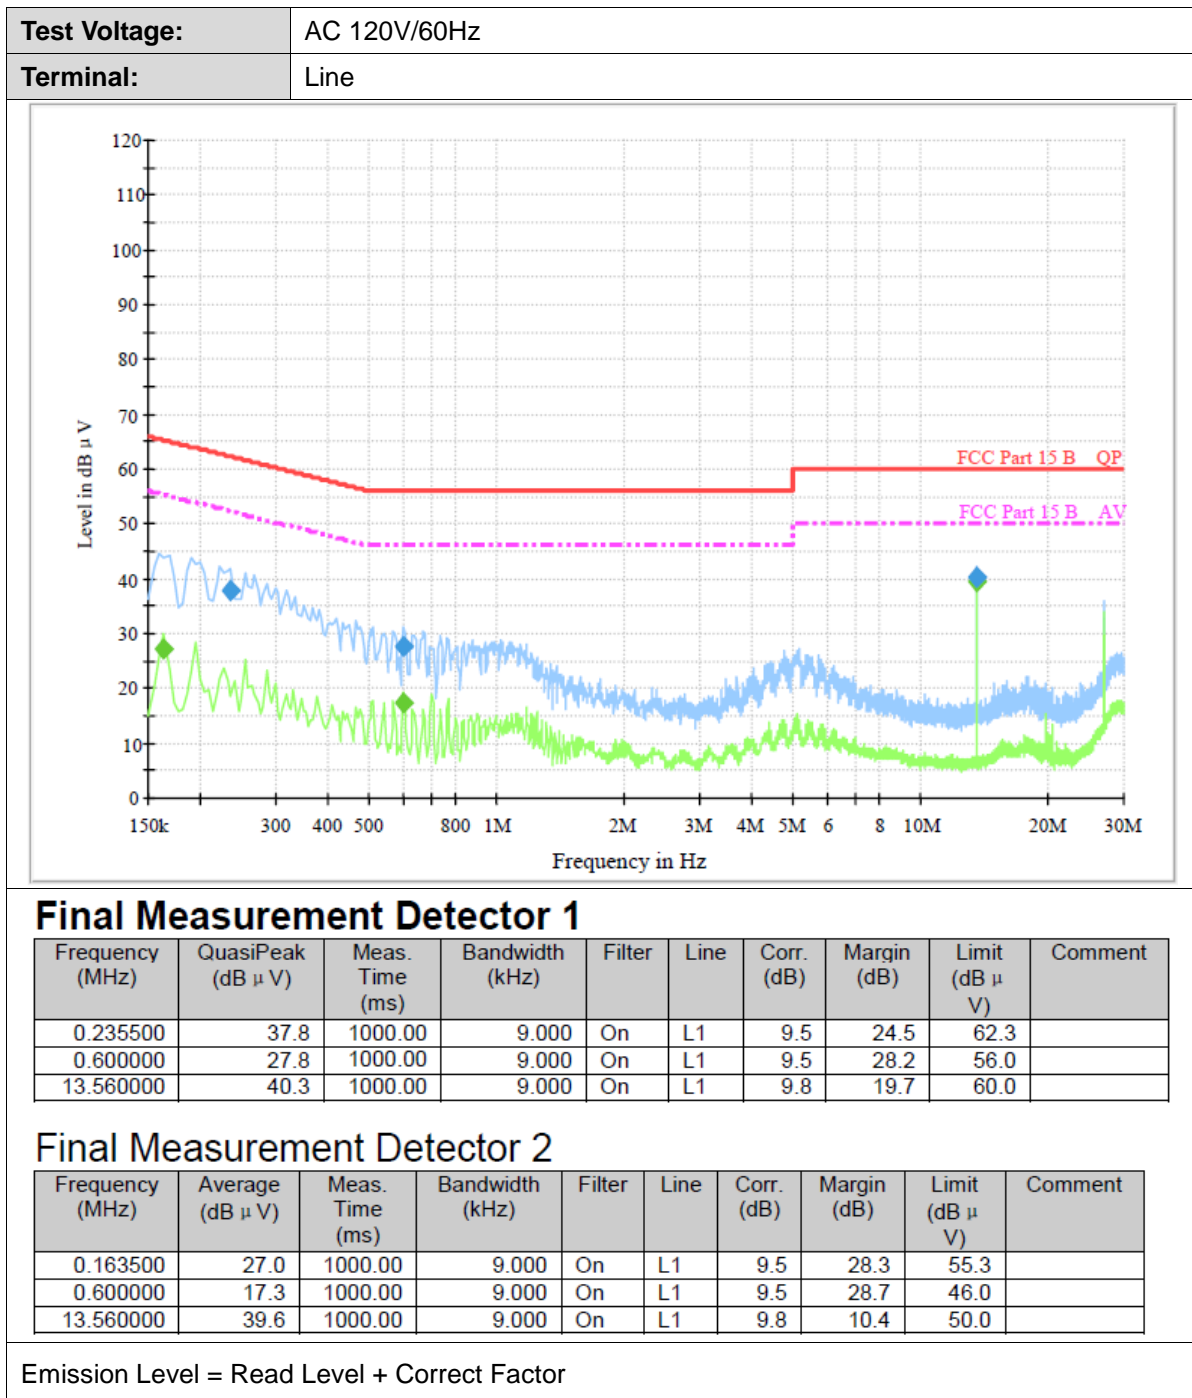 Test Voltage: AC 120V/60Hz
Terminal: Line
120
110
100
90
80
70
60
50
40
30
20
10
0
Level in dB µ V
FCC Part 15 B QP
FCC Part 15 B AV
150k 300 400 500 800 1M 2M 3M 4M 5M 6 8 10M 20M 30M
Frequency in Hz
Final Measurement Detector 1
Frequency (MHz) QuasiPeak (dB µ V) Meas. Time (ms) Bandwidth (kHz) Filter Line Corr. (dB) Margin (dB) Limit (dB µ V) Comment
0.235500 37.8 1000.00 9.000 On L1 9.5 24.5 62.3
0.600000 27.8 1000.00 9.000 On L1 9.5 28.2 56.0
13.560000 40.3 1000.00 9.000 On L1 9.8 19.7 60.0
Final Measurement Detector 2
Frequency (MHz) Average (dB µ V) Meas. Time (ms) Bandwidth (kHz) Filter Line Corr. (dB) Margin (dB) Limit (dB µ V) Comment
0.163500 27.0 1000.00 9.000 On L1 9.5 28.3 55.3
0.600000 17.3 1000.00 9.000 On L1 9.5 28.7 46.0
13.560000 39.6 1000.00 9.000 On L1 9.8 10.4 50.0
Emission Level = Read Level + Correct Factor